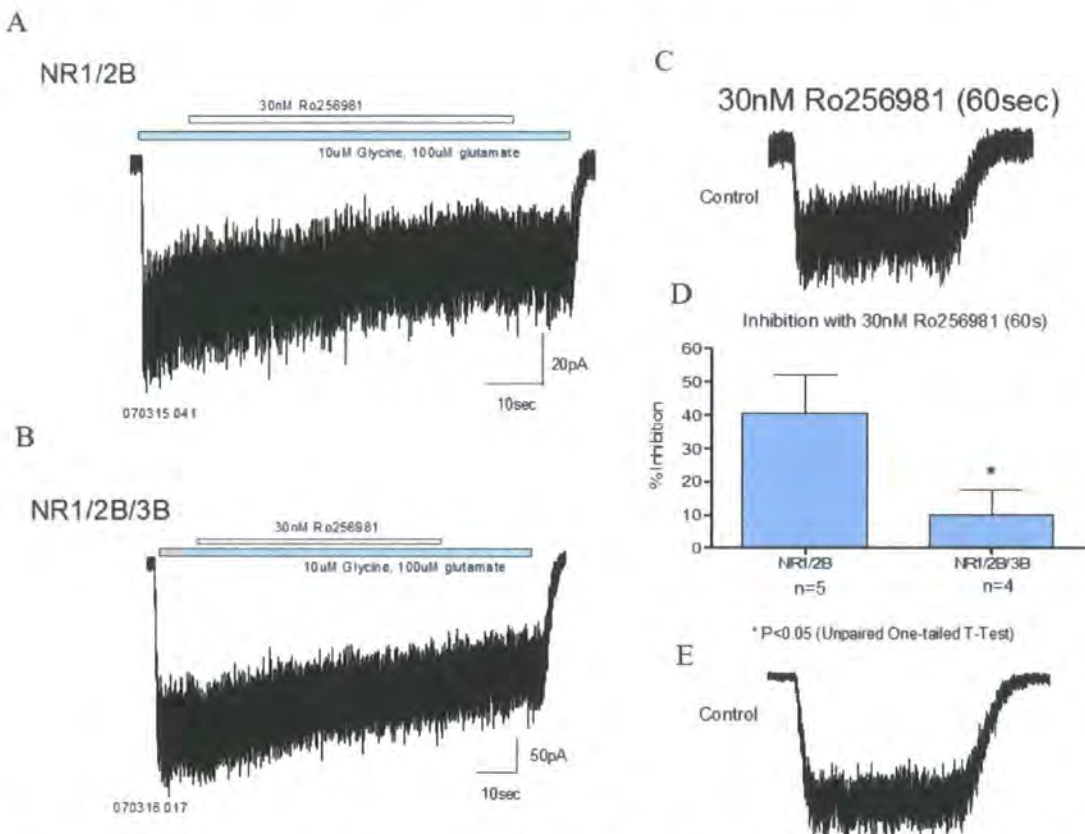 A
NR1/2B
30nM Ro256981
10uM Glycine, 100uM glutamate
20pA
10sec
070315 041
B
NR1/2B/3B
30nM Ro256981
10uM Glycine, 100uM glutamate
50pA
10sec
070316 017
C
30nM Ro256981 (60sec)
Control
D
Inhibition with 30nM Ro256981 (60s)
% Inhibition
60
50
40
30
20
10
0
*
NR1/2B
NR1/2B/3B
n=5
n=4
* P<0.05 (Unpaired One-tailed T-Test)
E
Control